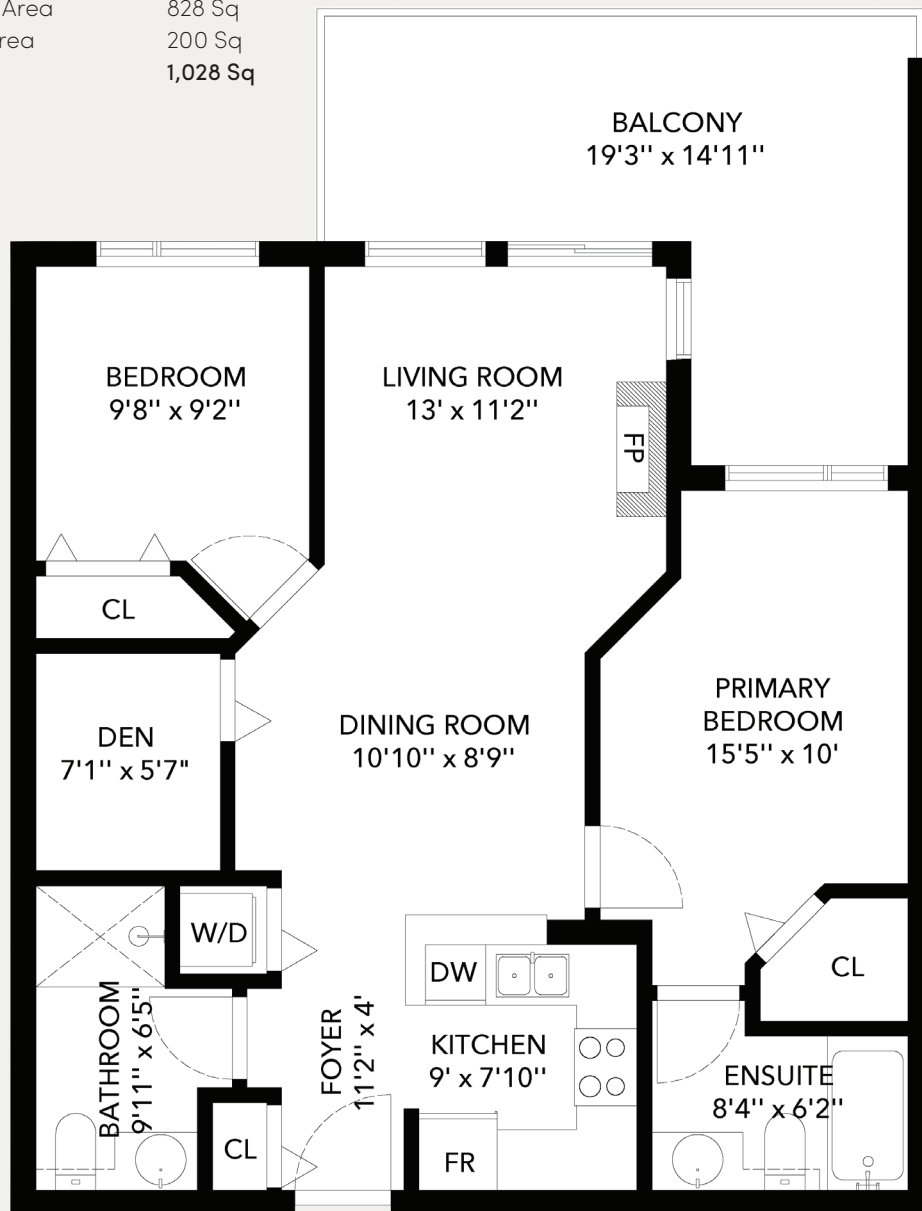 Area 828 Sq
rea 200 Sq
1,028 Sq
BALCONY
19'3'' x 14'11''
BEDROOM
9'8'' x 9'2''
LIVING ROOM
13' x 11'2''
FP
CL
PRIMARY
BEDROOM
15'5'' x 10'
DINING ROOM
10'10'' x 8'9''
DEN
7'1'' x 5'7"
W/D
DW
CL
BATHROOM
9'11'' x 6'5''
FOYER
11'2'' x 4'
KITCHEN
9' x 7'10''
ENSUITE
8'4'' x 6'2''
CL
FR